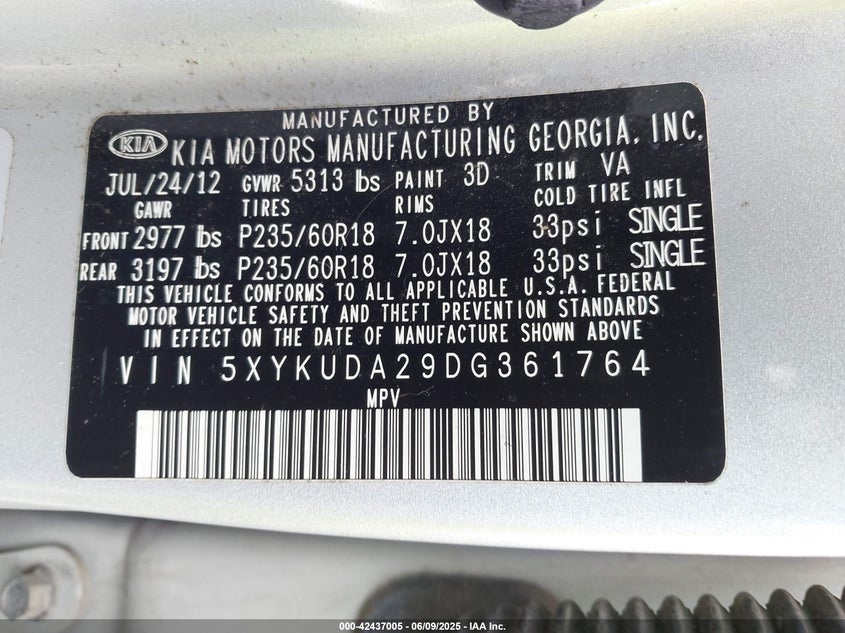 MANUFACTURED BY
KIA KIA MOTORS MANUFACTURING GEORGIA, INC.
JUL/24/12 GVWR 5313 lbs PAINT 3D TRIM VA
GAWR TIRES RIMS COLD TIRE INFL
FRONT 2977 lbs P235/60R18 7.0JX18 33psi SINGLE
REAR 3197 lbs P235/60R18 7.0JX18 33psi SINGLE
THIS VEHICLE CONFORMS TO ALL APPLICABLE U.S.A. FEDERAL
MOTOR VEHICLE SAFETY AND THEFT PREVENTION STANDARDS
IN EFFECT ON THE DATE OF MANUFACTURE SHOWN ABOVE
VIN 5XYKUDA29DG361764
MPV
000-42437005 | 06/09/2025 - IAA Inc.